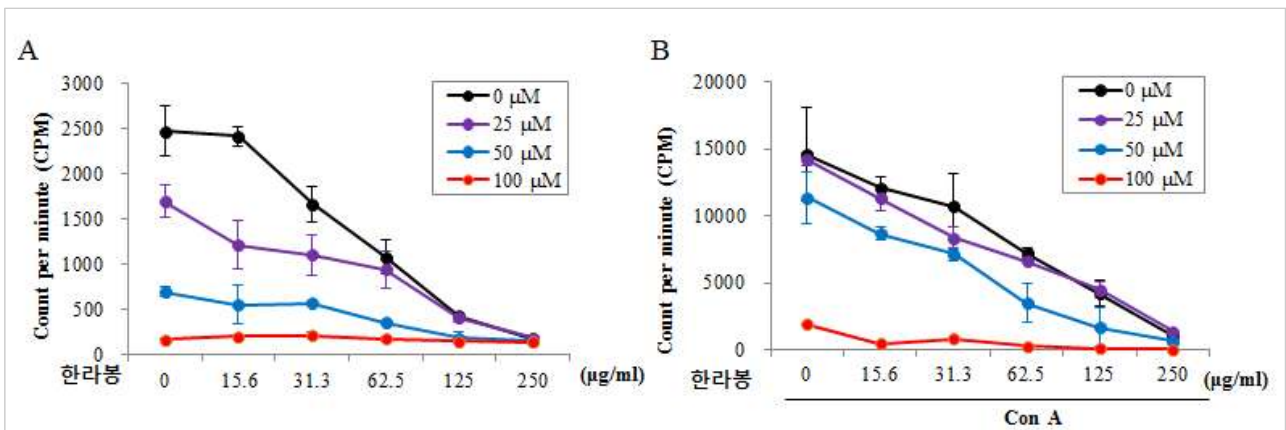 A
Count per minute (CPM)
3000
2500
2000
1500
1000
500
0
0 μM
25 μM
50 μM
100 μM
한라봉 0 15.6 31.3 62.5 125 250 (μg/ml)
B
Count per minute (CPM)
20000
15000
10000
5000
0
0 μM
25 μM
50 μM
100 μM
한라봉 0 15.6 31.3 62.5 125 250 (μg/ml)
Con A